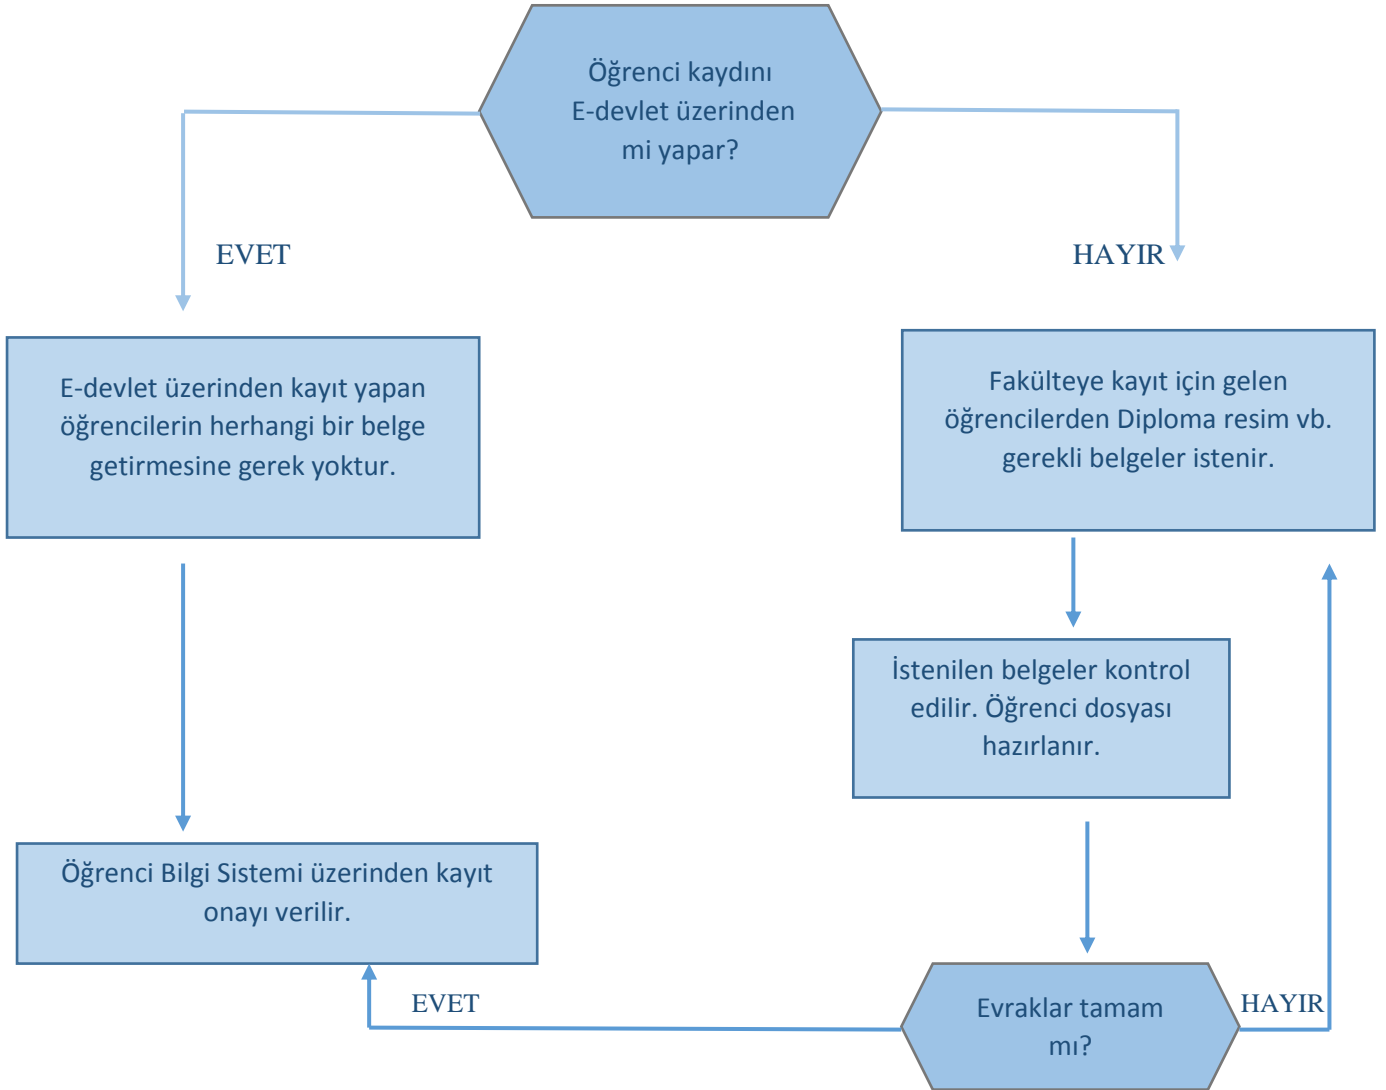 Öğrenci kaydını
E-devlet üzerinden
mi yapar?
EVET
HAYIR
E-devlet üzerinden kayıt yapan
öğrencilerin herhangi bir belge
getirmesine gerek yoktur.
Fakülteye kayıt için gelen
öğrencilerden Diploma resim vb.
gerekli belgeler istenir.
İstenilen belgeler kontrol
edilir. Öğrenci dosyası
hazırlanır.
Öğrenci Bilgi Sistemi üzerinden kayıt
onayı verilir.
EVET
Evraklar tamam
mı?
HAYIR